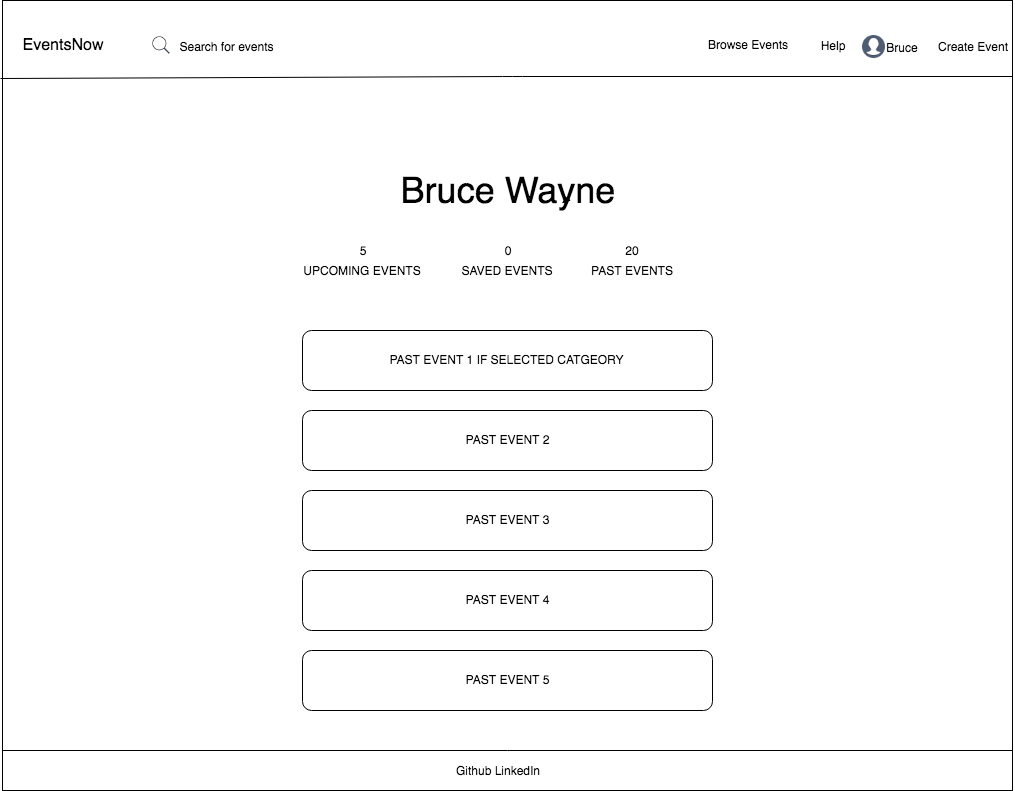 EventsNow
Search for events
Browse Events
Help
Bruce
Create Event
Bruce Wayne
5
0
20
UPCOMING EVENTS
SAVED EVENTS
PAST EVENTS
PAST EVENT 1 IF SELECTED CATGEORY
PAST EVENT 2
PAST EVENT 3
PAST EVENT 4
PAST EVENT 5
Github LinkedIn